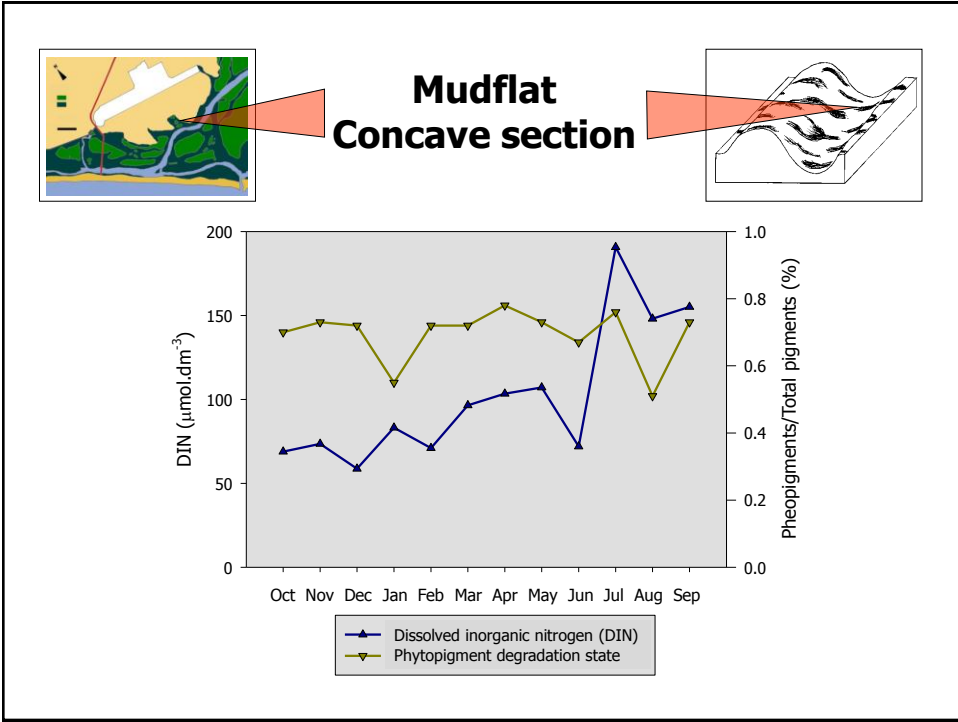 Mudflat
Concave section
200
150
100
50
0
DIN (μmol.dm⁻³)
1.0
0.8
0.6
0.4
0.2
0.0
Pheopigments/Total pigments (%)
Oct Nov Dec Jan Feb Mar Apr May Jun Jul Aug Sep
Dissolved inorganic nitrogen (DIN)
Phytopigment degradation state